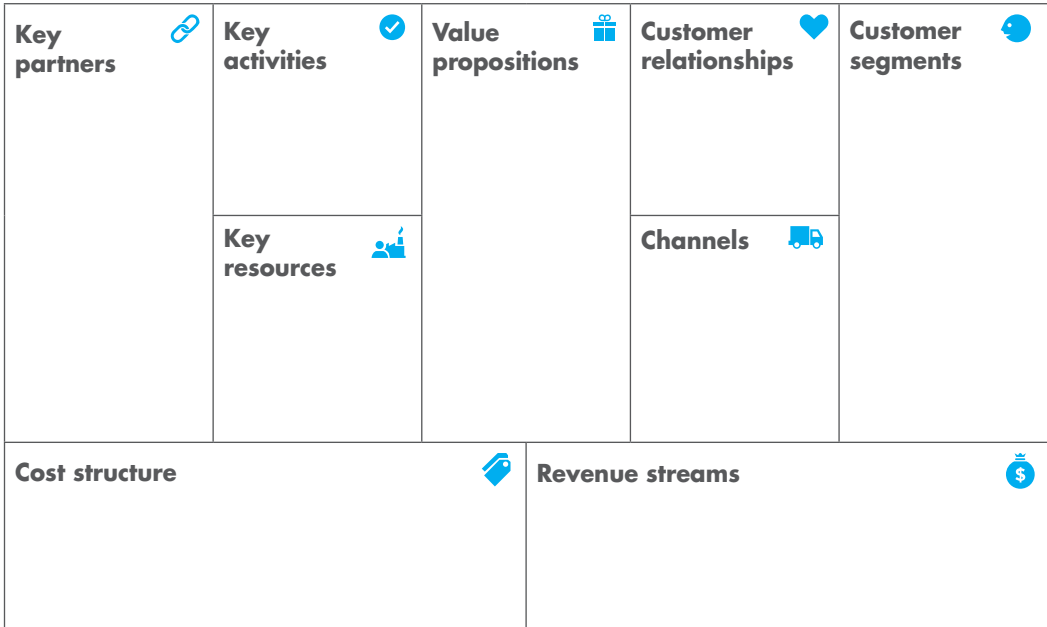 Key
partners
Key
activities
Key
resources
Value
propositions
Customer
relationships
Channels
Customer
segments
Cost structure
Revenue streams
$